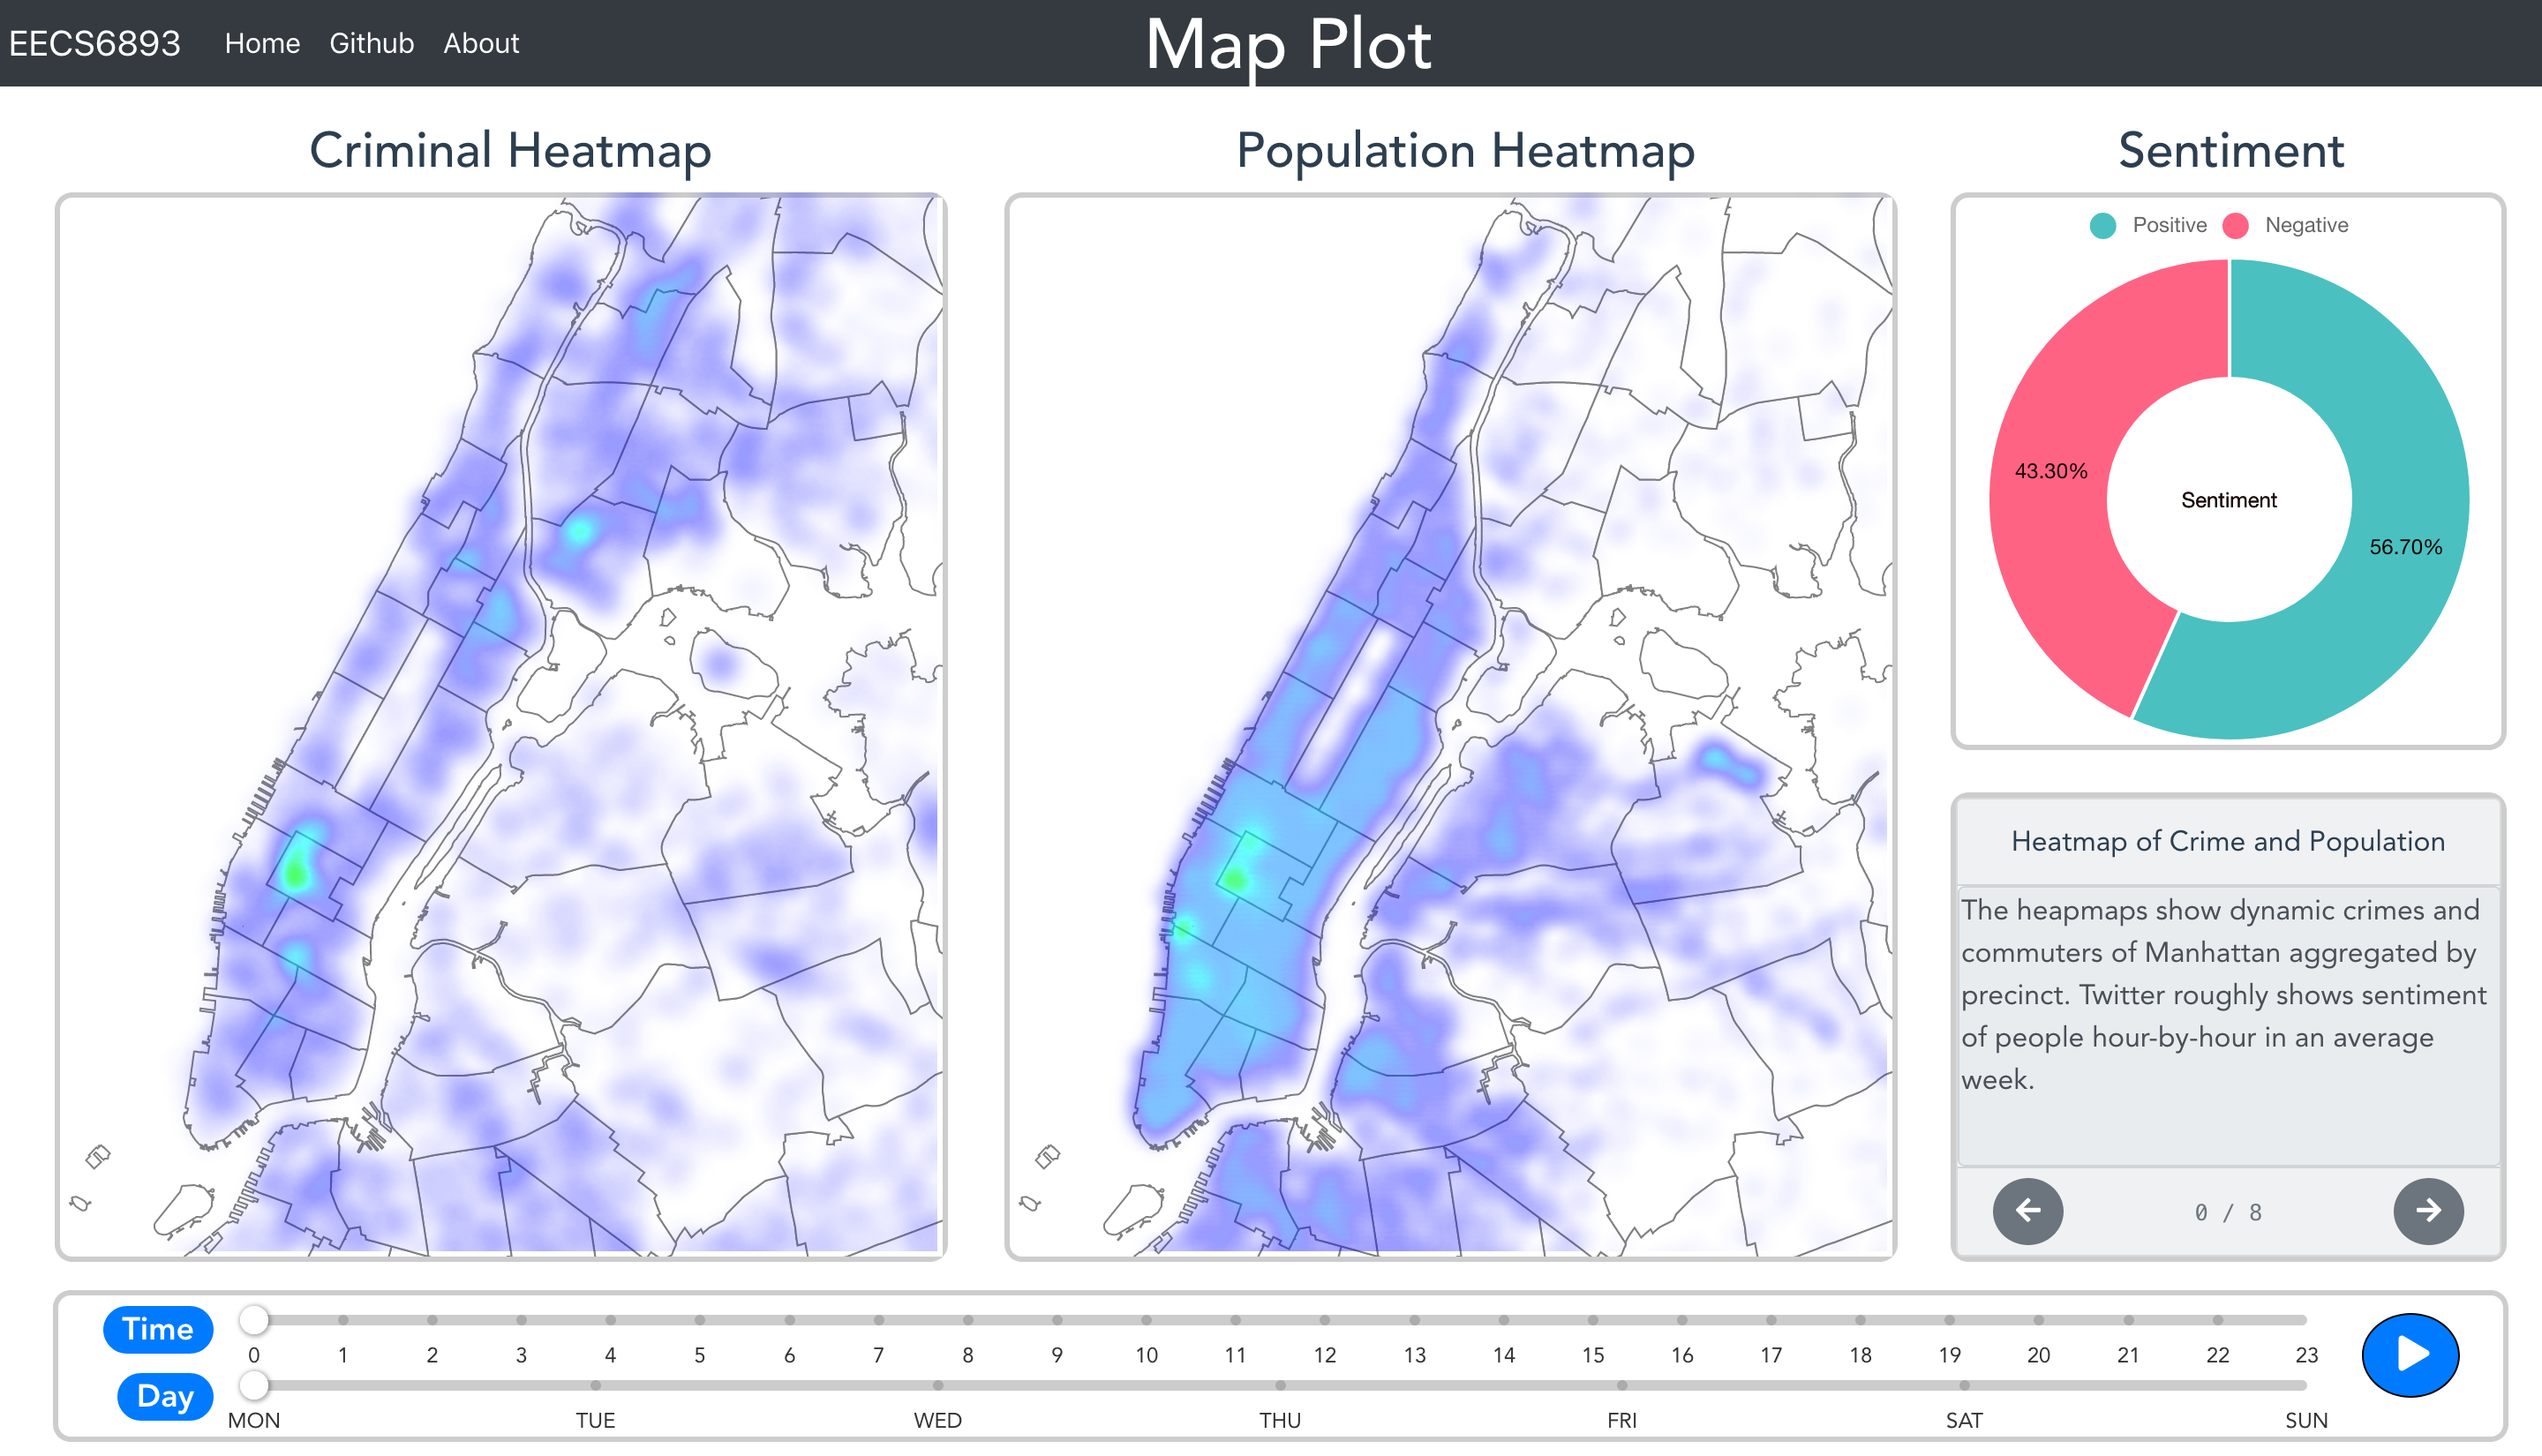 EECS6893 Home Github About Map Plot
Criminal Heatmap
Population Heatmap
Sentiment
Positive Negative
43.30%
Sentiment
56.70%
Heatmap of Crime and Population
The heapmaps show dynamic crimes and
commuters of Manhattan aggregated by
precinct. Twitter roughly shows sentiment
of people hour-by-hour in an average
week.
0 / 8
Time
0 1 2 3 4 5 6 7 8 9 10 11 12 13 14 15 16 17 18 19 20 21 22 23
Day
MON TUE WED THU FRI SAT SUN